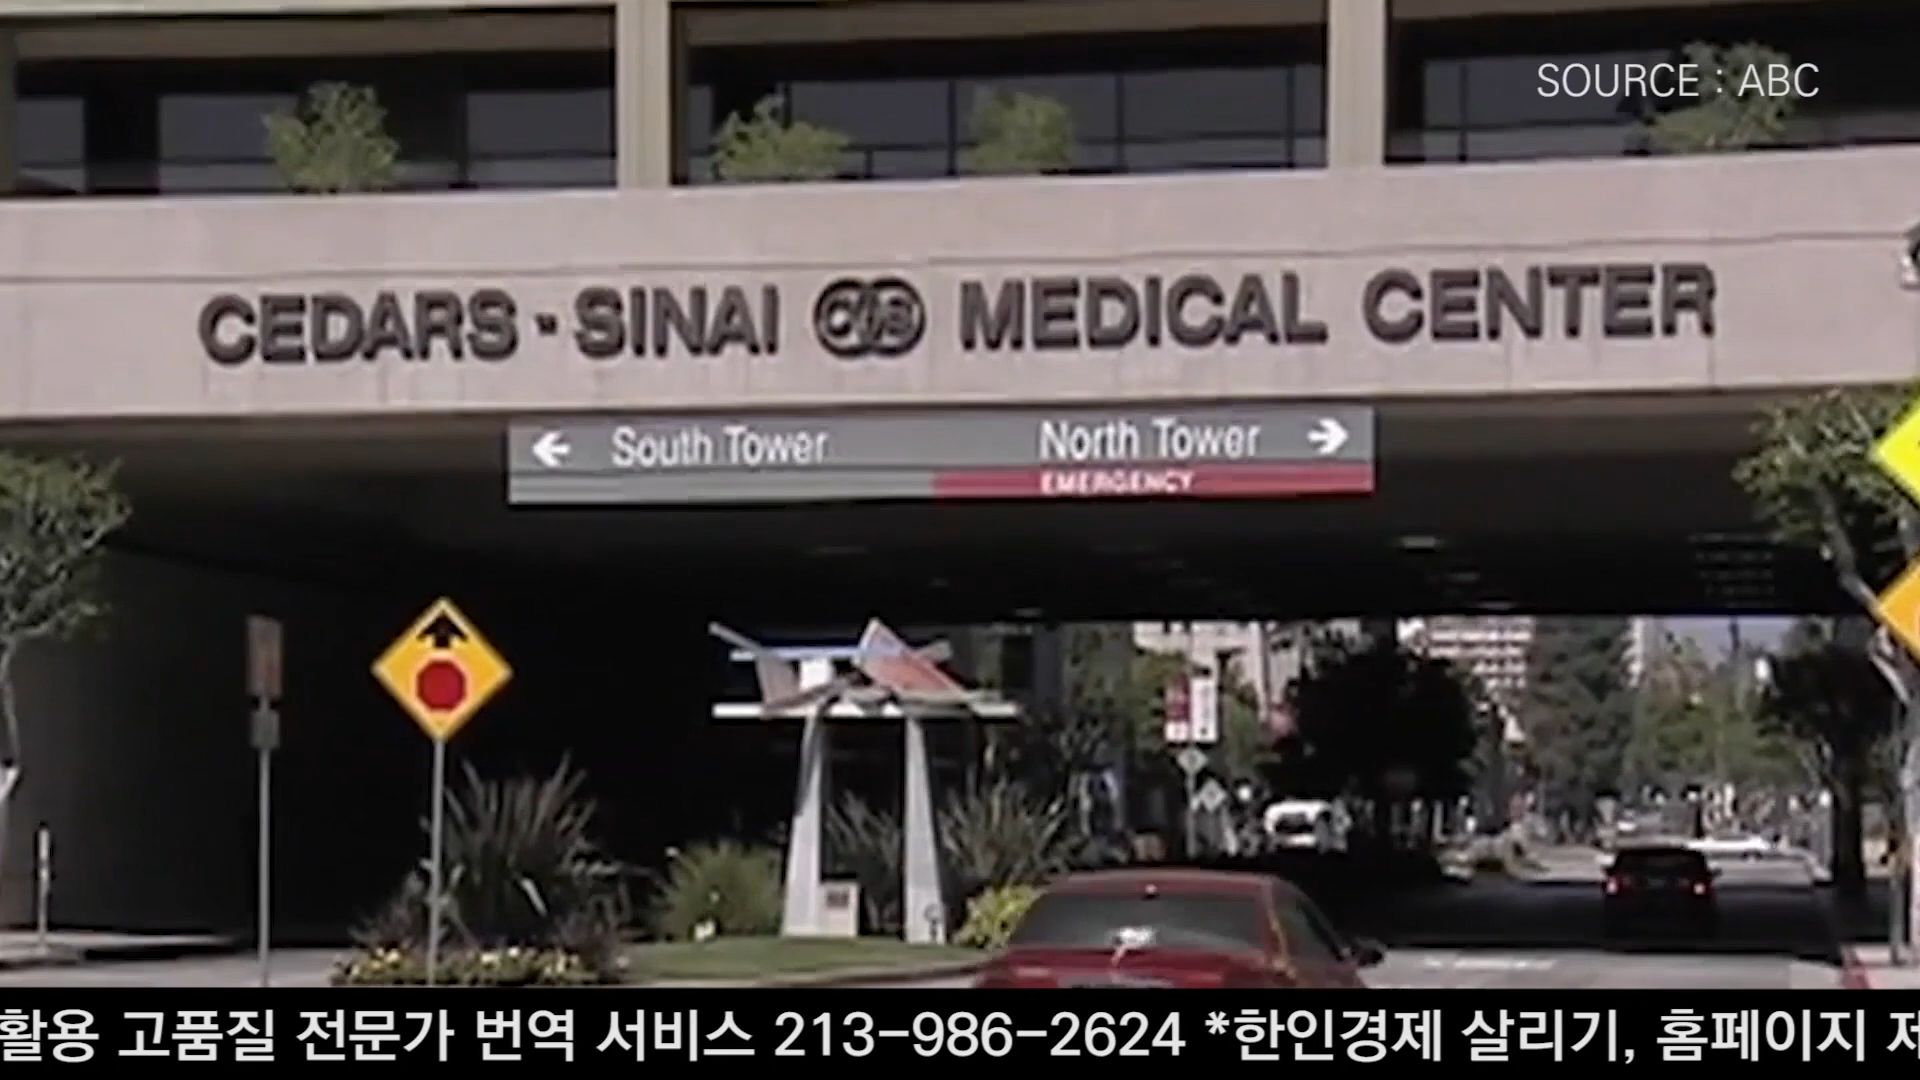 SOURCE : ABC
CEDARS - SINAI MEDICAL CENTER
← South Tower North Tower →
EMERGENCY
활용 고품질 전문가 번역 서비스 213-986-2624 *한인경제 살리기, 홈페이지